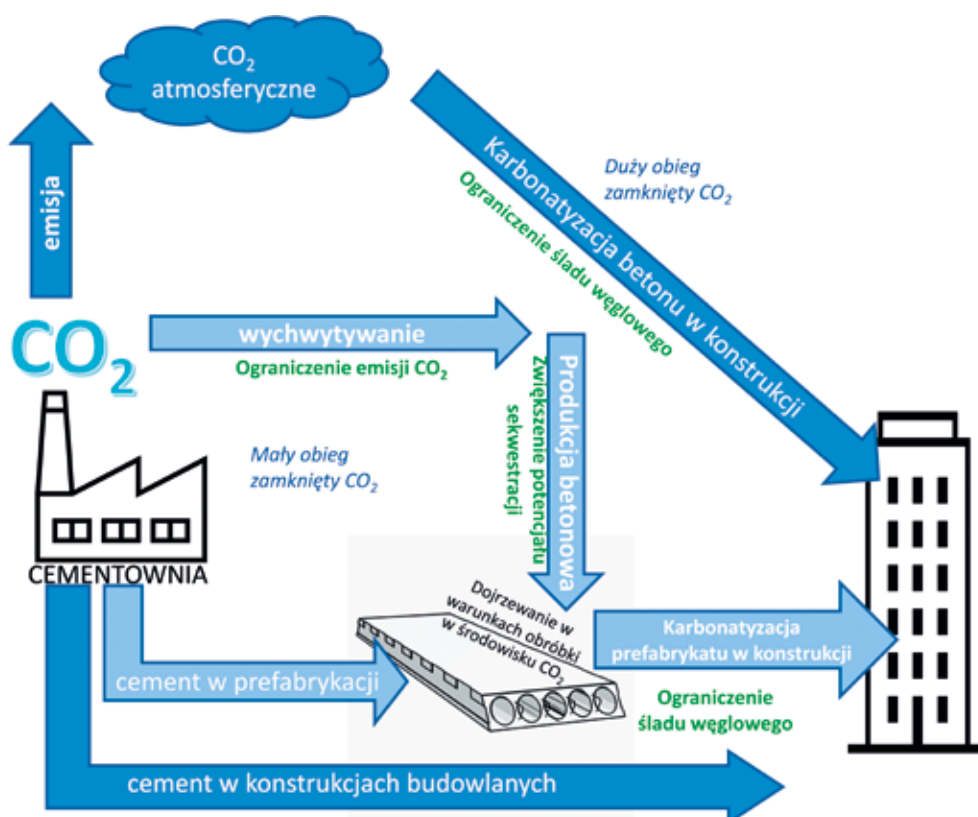 CO₂
atmosferyczne
emisja
Karbonatyzacja betonu w konstrukcji
Ograniczenie śladu węglowego
Duży obieg
zamknięty CO₂
CO₂
wychwytywanie
Ograniczenie emisji CO₂
Produkcja betonowa
Zwiększenie potencjału
sekwestracji
Mały obieg
zamknięty CO₂
CEMENTOWNIA
Dojrzewanie w
warunkach obróbki
w środowisku CO₂
cement w prefabrykacji
Karbonatyzacja
prefabrykatu w konstrukcji
Ograniczenie
śladu węglowego
cement w konstrukcjach budowlanych